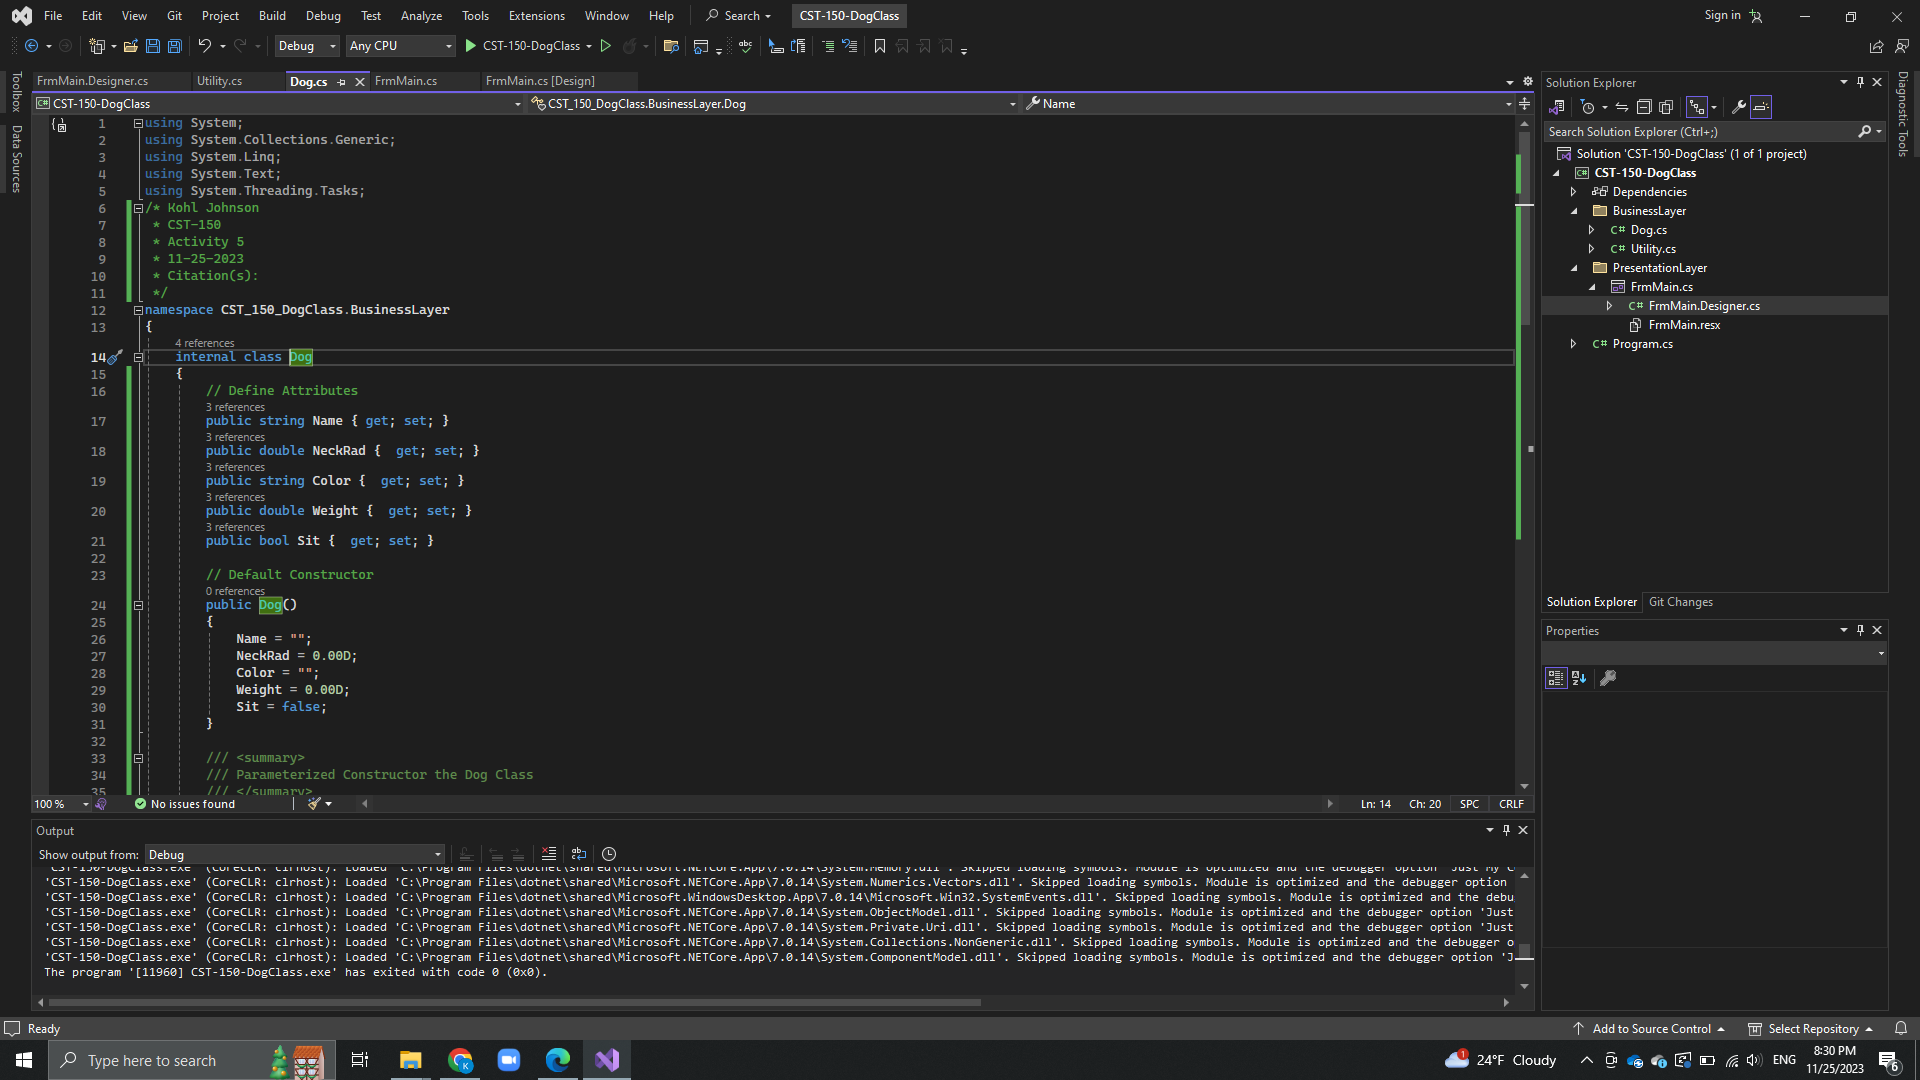 File Edit View Git Project Build Debug Test Analyze Tools Extensions Window Help Search CST-150-DogClass Sign in
Debug Any CPU CST-150-DogClass
FrmMain.Designer.cs Utility.cs Dog.cs FrmMain.cs FrmMain.cs [Design]
CST-150-DogClass CST_150_DogClass.BusinessLayer.Dog Name
Toolbox
Data Sources
1 using System;
2 using System.Collections.Generic;
3 using System.Linq;
4 using System.Text;
5 using System.Threading.Tasks;
6 /* Kohl Johnson
7 * CST-150
8 * Activity 5
9 * 11-25-2023
10 * Citation(s):
11 */
12 namespace CST_150_DogClass.BusinessLayer
13 {
4 references
14 internal class Dog
15 {
16 // Define Attributes
3 references
17 public string Name { get; set; }
3 references
18 public double NeckRad {  get; set; }
3 references
19 public string Color {  get; set; }
3 references
20 public double Weight {  get; set; }
3 references
21 public bool Sit {  get; set; }
22
23 // Default Constructor
0 references
24 public Dog()
25 {
26 Name = "";
27 NeckRad = 0.00D;
28 Color = "";
29 Weight = 0.00D;
30 Sit = false;
31 }
32
33 /// <summary>
34 /// Parameterized Constructor the Dog Class
35 /// </summary>
100 % No issues found Ln: 14 Ch: 20 SPC CRLF
Output
Show output from: Debug
'CST-150-DogClass.exe' (CoreCLR: clrhost): Loaded 'C:\Program Files\dotnet\shared\Microsoft.NETCore.App\7.0.14\System.Memory.dll'. Skipped loading symbols. Module is optimized and the debugger option 'Just My C
'CST-150-DogClass.exe' (CoreCLR: clrhost): Loaded 'C:\Program Files\dotnet\shared\Microsoft.NETCore.App\7.0.14\System.Numerics.Vectors.dll'. Skipped loading symbols. Module is optimized and the debugger option
'CST-150-DogClass.exe' (CoreCLR: clrhost): Loaded 'C:\Program Files\dotnet\shared\Microsoft.WindowsDesktop.App\7.0.14\Microsoft.Win32.SystemEvents.dll'. Skipped loading symbols. Module is optimized and the debu
'CST-150-DogClass.exe' (CoreCLR: clrhost): Loaded 'C:\Program Files\dotnet\shared\Microsoft.NETCore.App\7.0.14\System.ObjectModel.dll'. Skipped loading symbols. Module is optimized and the debugger option 'Just
'CST-150-DogClass.exe' (CoreCLR: clrhost): Loaded 'C:\Program Files\dotnet\shared\Microsoft.NETCore.App\7.0.14\System.Private.Uri.dll'. Skipped loading symbols. Module is optimized and the debugger option 'Just
'CST-150-DogClass.exe' (CoreCLR: clrhost): Loaded 'C:\Program Files\dotnet\shared\Microsoft.NETCore.App\7.0.14\System.Collections.NonGeneric.dll'. Skipped loading symbols. Module is optimized and the debugger o
'CST-150-DogClass.exe' (CoreCLR: clrhost): Loaded 'C:\Program Files\dotnet\shared\Microsoft.NETCore.App\7.0.14\System.ComponentModel.dll'. Skipped loading symbols. Module is optimized and the debugger option 'J
The program '[11960] CST-150-DogClass.exe' has exited with code 0 (0x0).
Solution Explorer
Search Solution Explorer (Ctrl+;)
Solution 'CST-150-DogClass' (1 of 1 project)
CST-150-DogClass
Dependencies
BusinessLayer
C# Dog.cs
C# Utility.cs
PresentationLayer
FrmMain.cs
C# FrmMain.Designer.cs
FrmMain.resx
C# Program.cs
Solution Explorer Git Changes
Properties
Diagnostic Tools
Ready Add to Source Control Select Repository
Type here to search 24°F Cloudy ENG 8:30 PM
11/25/2023 6